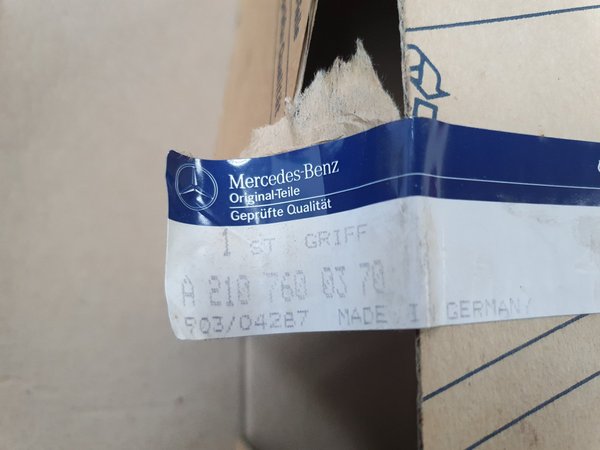 Mercedes-Benz
Original-Teile
Geprüfte Qualität
1 ST GRIFF
A 210 760 03 70
903/04287 MADE IN GERMANY